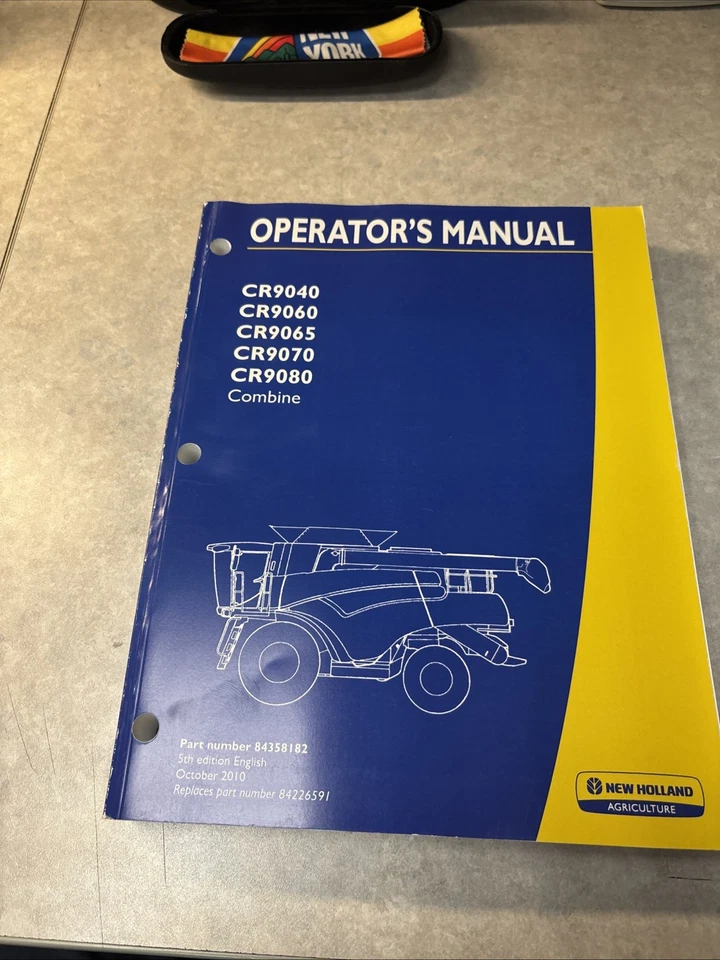 NEW
YORK
OPERATOR'S MANUAL
CR9040
CR9060
CR9065
CR9070
CR9080
Combine
Part number 84358182
5th edition English
October 2010
Replaces part number 84226591
NEW HOLLAND
AGRICULTURE